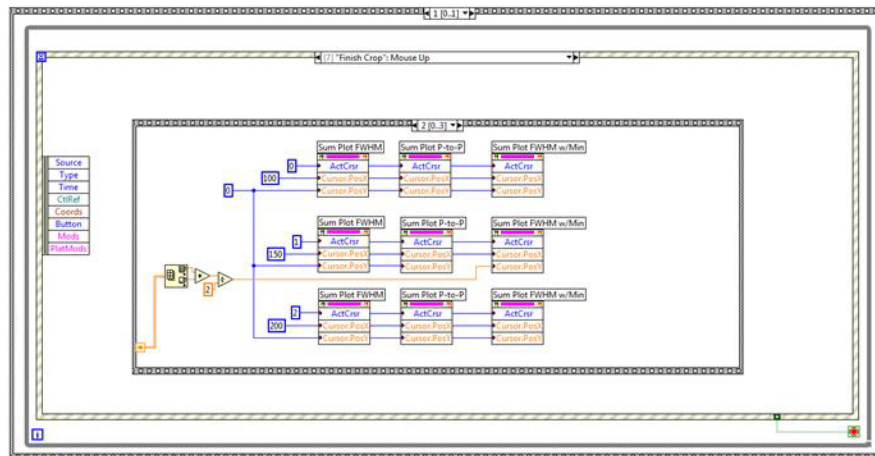 1 [0..1]
[7] "Finish Crop": Mouse Up
2 [0..3]
Source
Type
Time
CtlRef
Coords
Button
Mods
PlatMods
Sum Plot FWHM Sum Plot P-to-P Sum Plot FWHM w/Min
0 ActCrsr ActCrsr ActCrsr
100 Cursor.PosX Cursor.PosX Cursor.PosX
0 Cursor.PosY Cursor.PosY Cursor.PosY
Sum Plot FWHM Sum Plot P-to-P Sum Plot FWHM w/Min
1 ActCrsr ActCrsr ActCrsr
150 Cursor.PosX Cursor.PosX Cursor.PosX
Cursor.PosY Cursor.PosY Cursor.PosY
2
Sum Plot FWHM Sum Plot P-to-P Sum Plot FWHM w/Min
2 ActCrsr ActCrsr ActCrsr
200 Cursor.PosX Cursor.PosX Cursor.PosX
Cursor.PosY Cursor.PosY Cursor.PosY
i